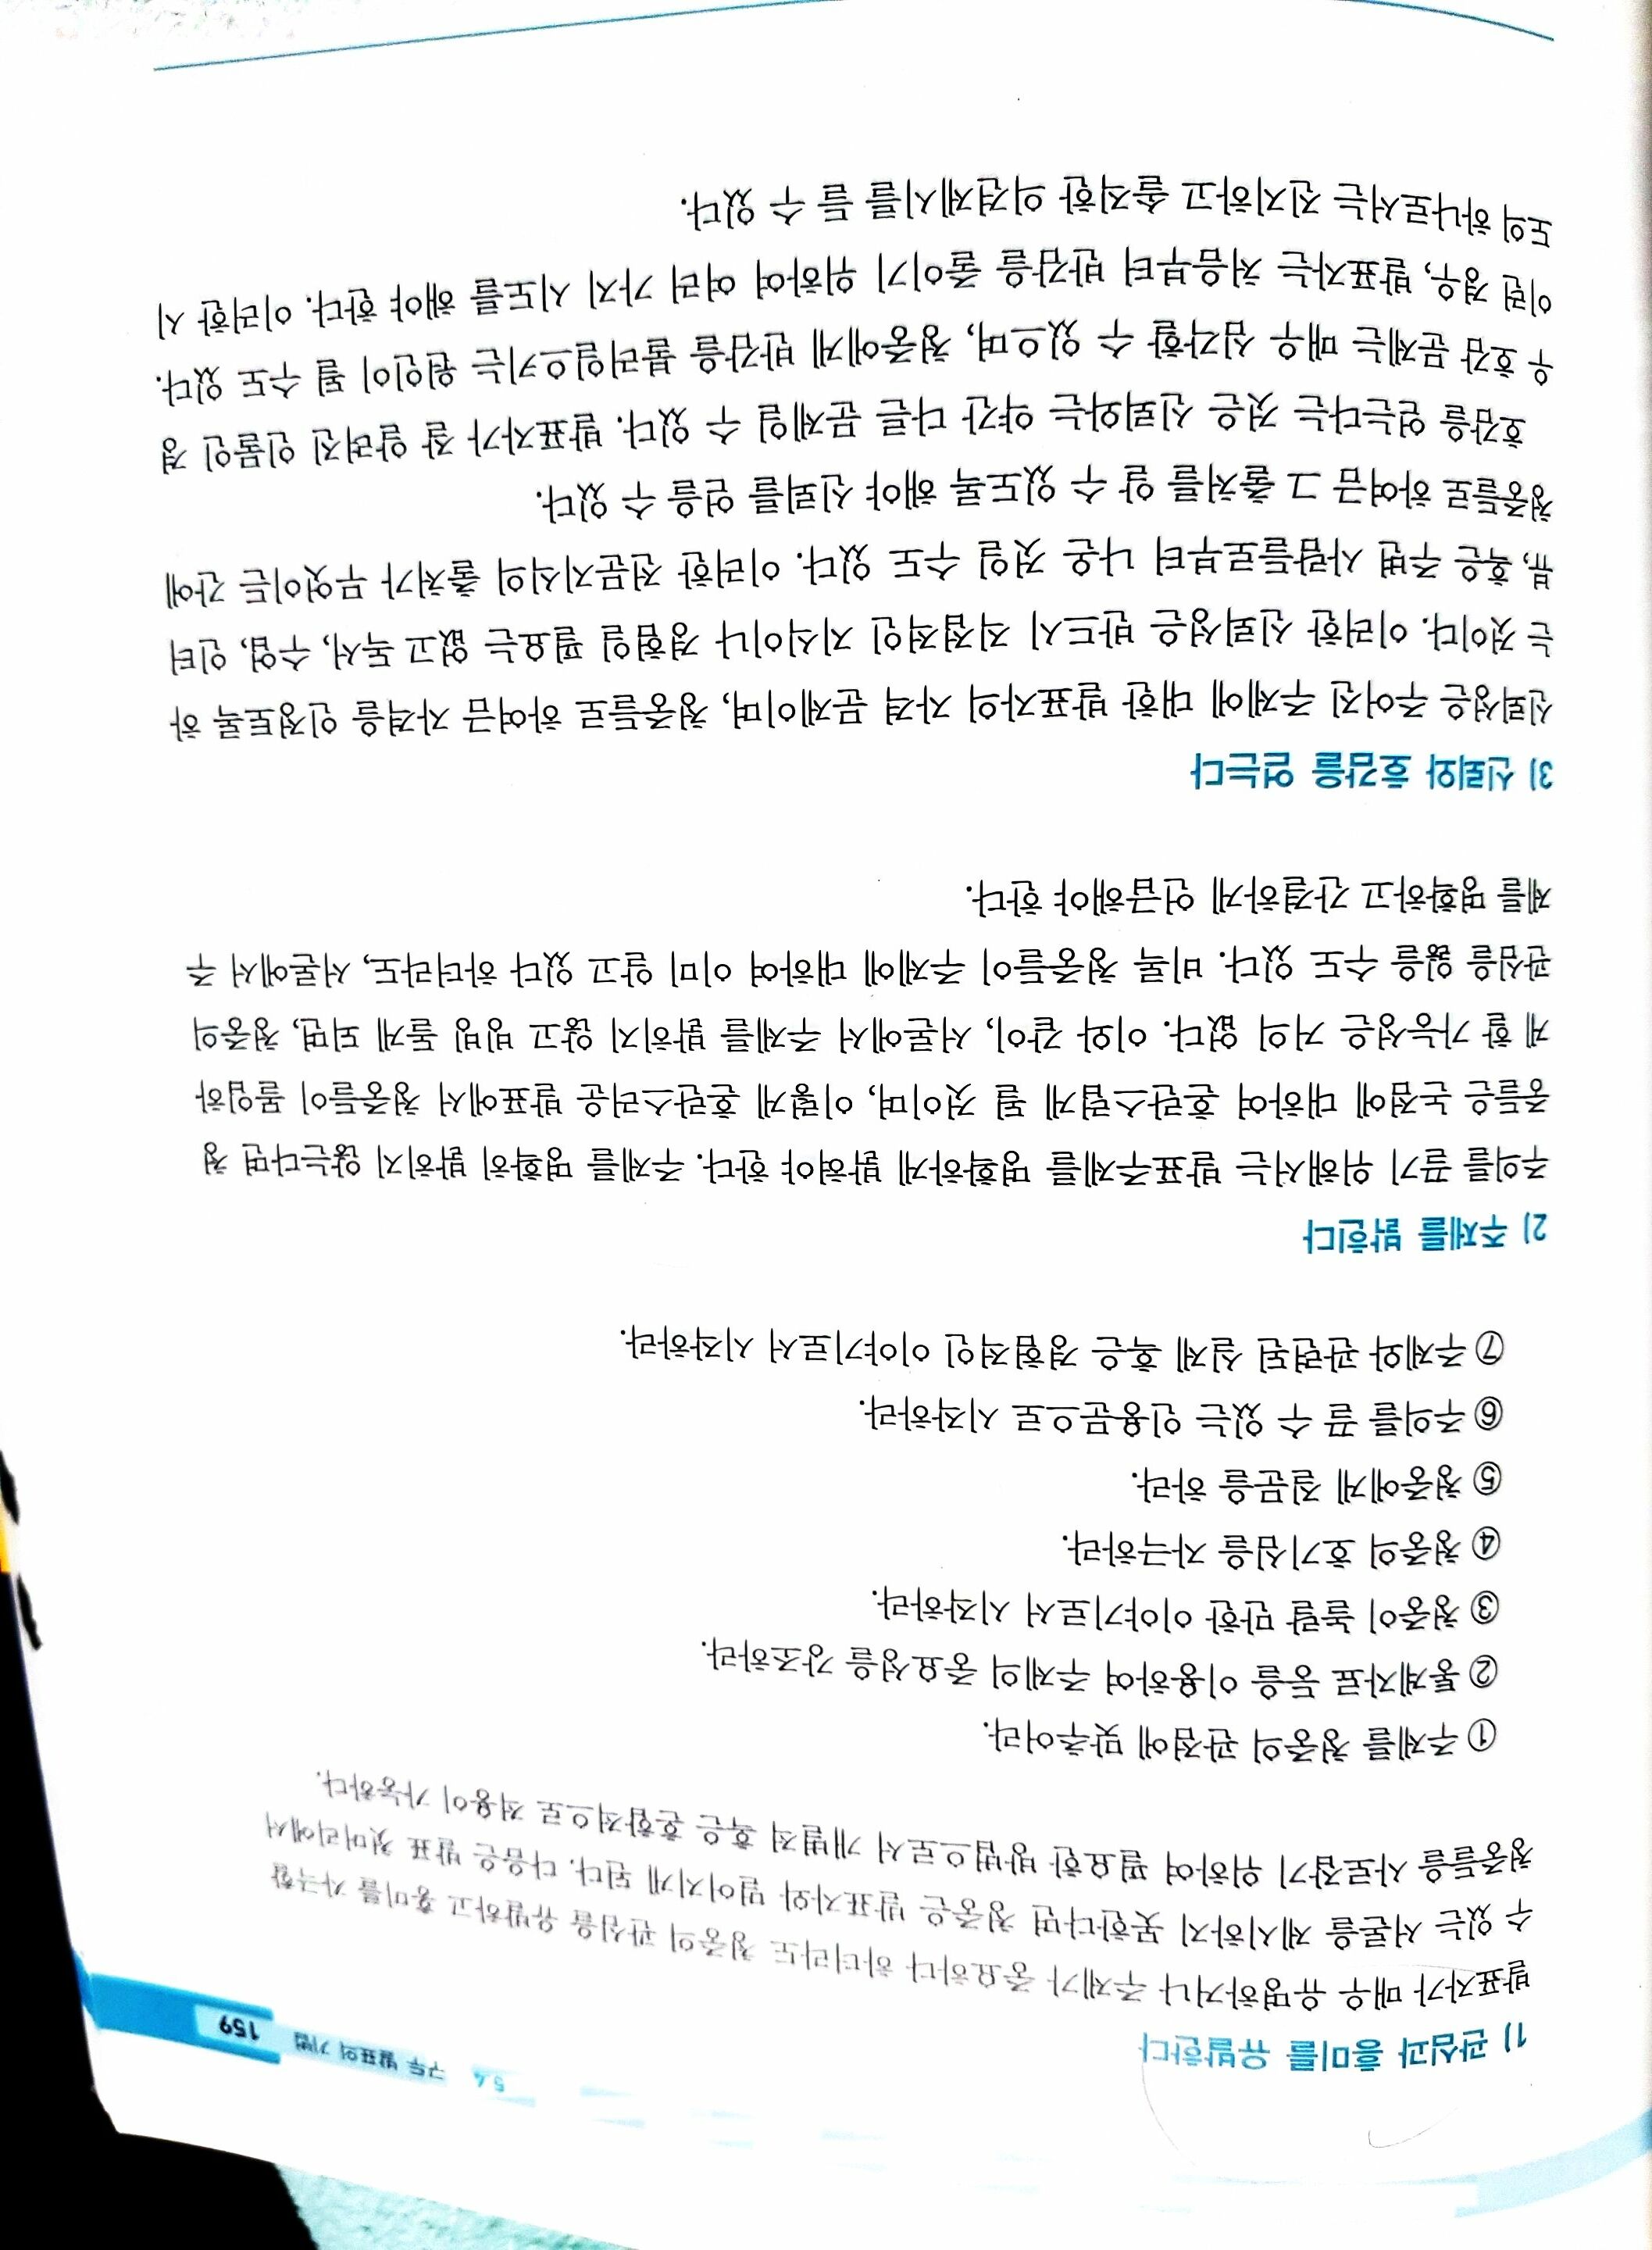 5.4 구두 발표의 기법 159
1) 관심과 흥미를 유발한다
발표자가 매우 유명하거나 주제가 중요하다 하더라도 청중의 관심을 유발하고 흥미를 자극할
수 있는 서론을 제시하지 못한다면 청중은 발표자와 멀어지게 된다. 다음은 발표 첫머리에서
청중들을 사로잡기 위하여 필요한 방법으로서 개별적 혹은 혼합적으로 적용이 가능하다.
① 주제를 청중의 관점에 맞추어라.
② 통계자료 등을 이용하여 주제의 중요성을 강조하라.
③ 청중이 놀랄 만한 이야기로서 시작하라.
④ 청중의 호기심을 자극하라.
⑤ 청중에게 질문을 하라.
⑥ 주의를 끌 수 있는 인용문으로 시작하라.
⑦ 주제와 관련된 실제 혹은 경험적인 이야기로서 시작하라.
2) 주제를 밝힌다
주의를 끌기 위해서는 발표주제를 명확하게 밝혀야 한다. 주제를 명확히 밝히지 않는다면 청
중들은 논점에 대하여 혼란스럽게 될 것이며, 이렇게 혼란스러운 발표에서 청중들이 몰입하
게 할 가능성은 거의 없다. 이와 같이, 서론에서 주제를 밝히지 않고 빙빙 돌게 되면, 청중의
관심을 잃을 수도 있다. 비록 청중들이 주제에 대하여 이미 알고 있다 하더라도, 서론에서 주
제를 명확하고 간결하게 언급해야 한다.
3) 신뢰와 호감을 얻는다
신뢰성은 주어진 주제에 대한 발표자의 자격 문제이며, 청중들로 하여금 자격을 인정토록 하
는 것이다. 이러한 신뢰성은 반드시 직접적인 지식이나 경험일 필요는 없고 독서, 수업, 인터
뷰, 혹은 주변 사람들로부터 나온 것일 수도 있다. 이러한 전문지식의 출처가 무엇이든 간에
청중들로 하여금 그 출처를 알 수 있도록 해야 신뢰를 얻을 수 있다.
호감을 얻는다는 것은 신뢰와는 약간 다른 문제일 수 있다. 발표자가 잘 알려진 인물인 경
우 호감 문제는 매우 심각할 수 있으며, 청중에게 반감을 불러일으키는 원인이 될 수도 있다.
이런 경우, 발표자는 처음부터 반감을 줄이기 위하여 여러 가지 시도를 해야 한다. 이러한 시
도의 하나로서는 진지하고 솔직한 의견제시를 들 수 있다.